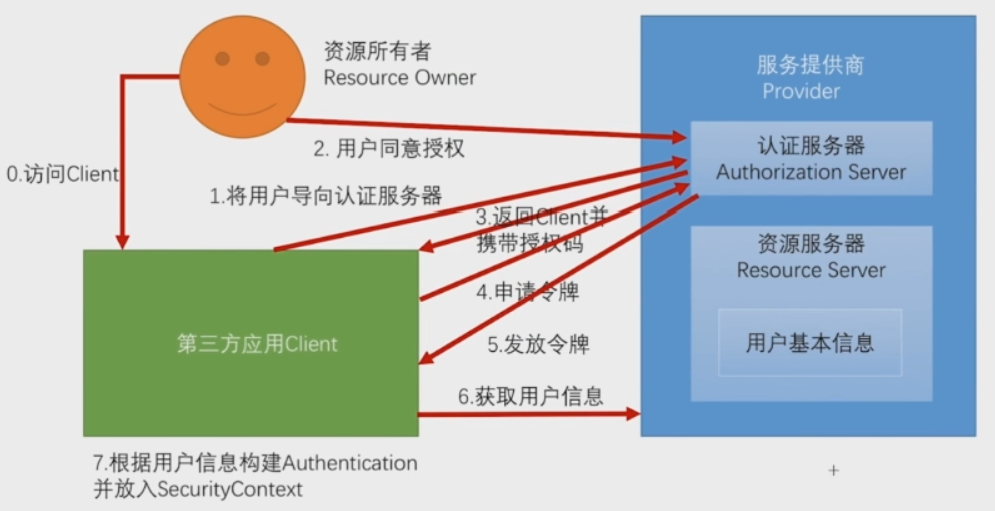 资源所有者
Resource Owner
服务提供商
Provider
2. 用户同意授权
认证服务器
Authorization Server
0.访问Client
1.将用户导向认证服务器
3.返回Client并
携带授权码
资源服务器
Resource Server
4.申请令牌
第三方应用Client
5.发放令牌
用户基本信息
6.获取用户信息
7.根据用户信息构建Authentication
并放入SecurityContext